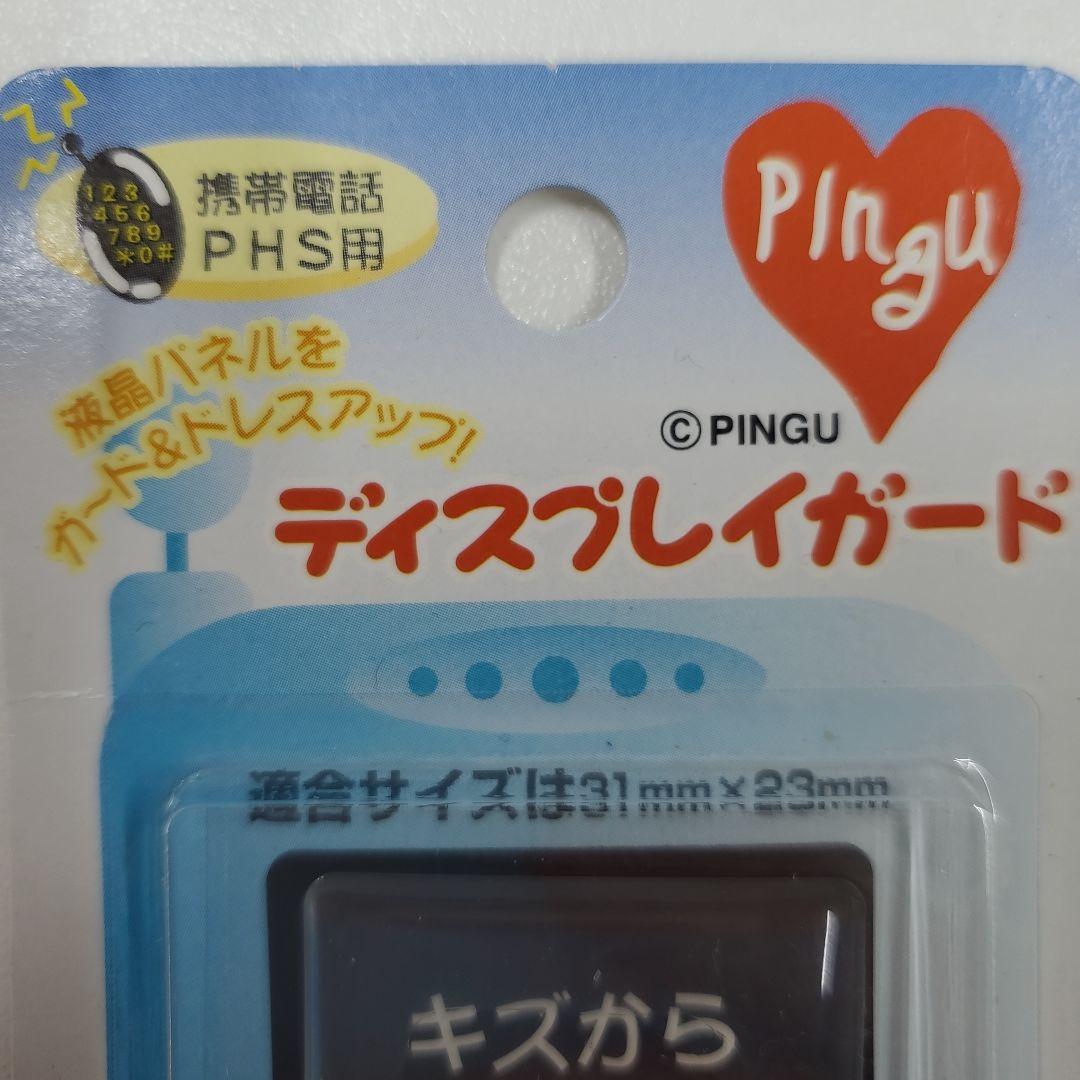 123
456
789
*0#
携帯電話
PHS用
Pingu
液晶パネルを
ガード&ドレスアップ!
©PINGU
ディスプレイガード
適合サイズは31mm×23mm
キズから